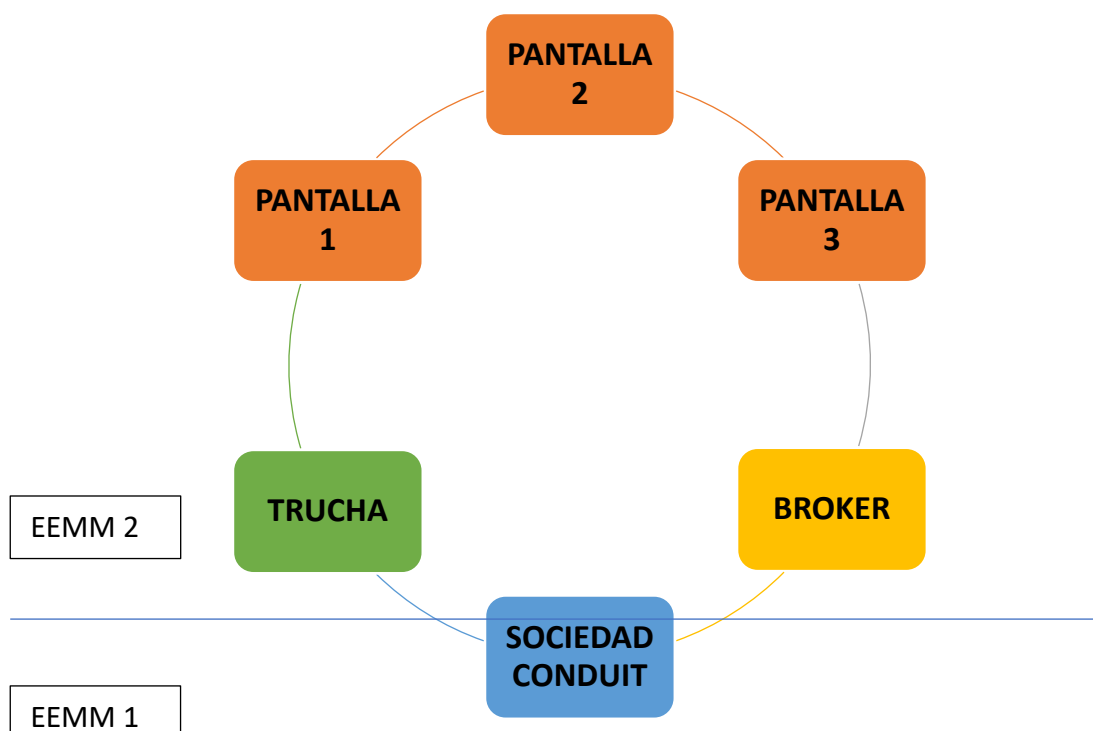 PANTALLA
2
PANTALLA
1
PANTALLA
3
TRUCHA
BROKER
EEMM 2
SOCIEDAD
CONDUIT
EEMM 1